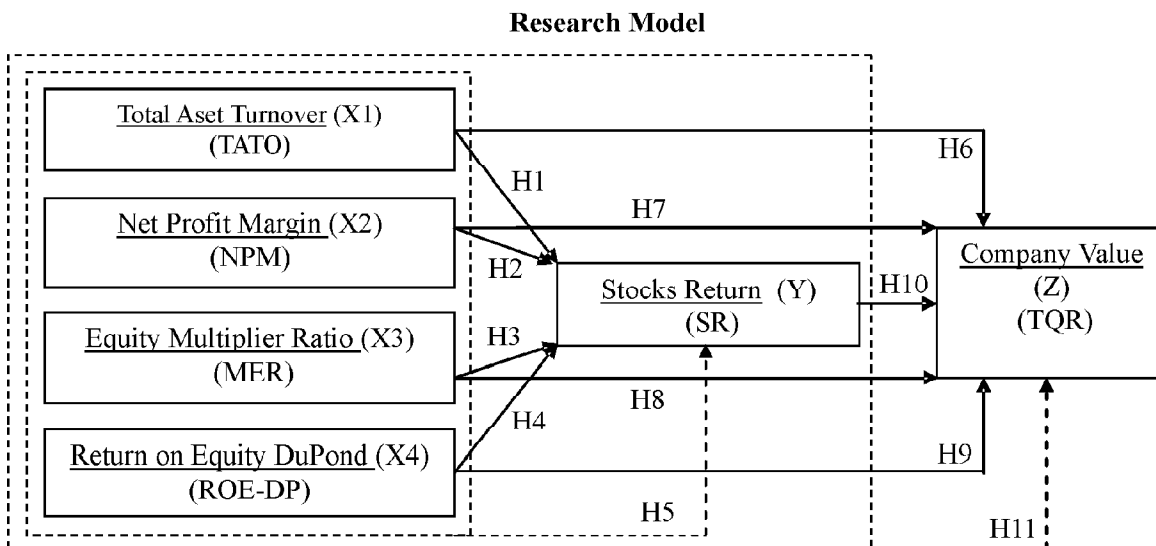 Research Model
Total Aset Turnover (X1)
(TATO)
H6
H1
Net Profit Margin (X2)
(NPM)
H7
H2
Company Value
(Z)
(TQR)
Stocks Return (Y)
(SR)
H10
Equity Multiplier Ratio (X3)
(MER)
H3
H8
H4
Return on Equity DuPond (X4)
(ROE-DP)
H9
H5
H11